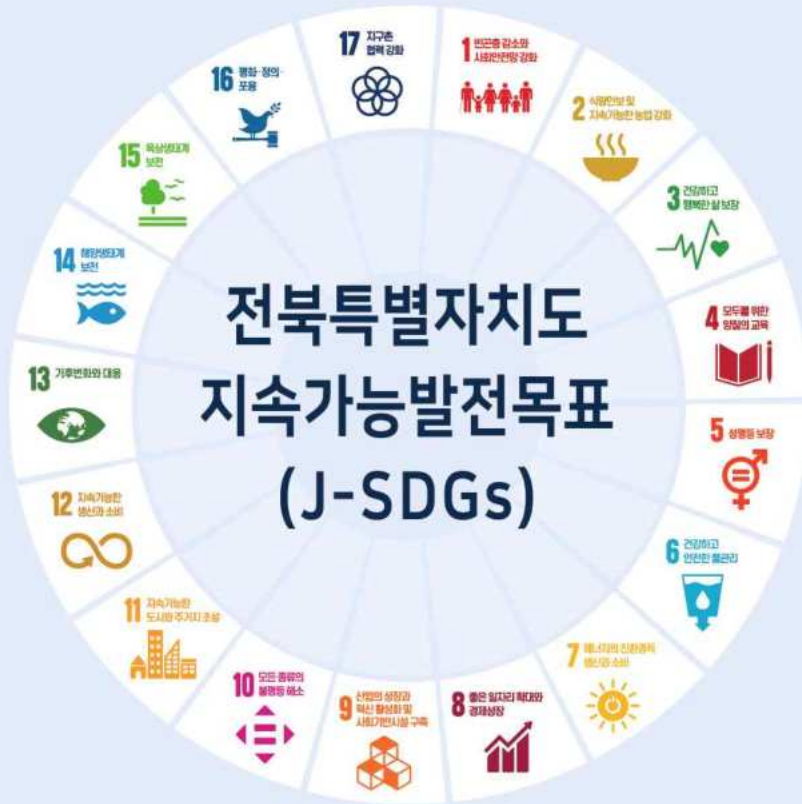 전북특별자치도
지속가능발전목표
(J-SDGs)
1 빈곤층 감소와
사회안전망 강화
2 식량안보 및
지속가능한 농업 강화
3 건강하고
행복한 삶 보장
4 모두를 위한
양질의 교육
5 성평등 보장
6 건강하고
안전한 물관리
7 에너지의 친환경적
생산과 소비
8 좋은 일자리 확대와
경제성장
9 산업의 성장과
혁신 활성화 및
사회기반시설 구축
10 모든 종류의
불평등 해소
11 지속가능한
도시와 주거지 조성
12 지속가능한
생산과 소비
13 기후변화와 대응
14 해양생태계
보전
15 육상생태계
보전
16 평화·정의·
포용
17 지구촌
협력 강화